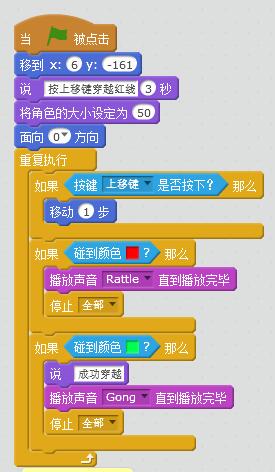 当 被点击
移到 x: 6 y: -161
说 按上移键穿越红线 3 秒
将角色的大小设定为 50
面向 0 方向
重复执行
如果 按键 上移键 是否按下? 那么
移动 1 步
如果 碰到颜色 ? 那么
播放声音 Rattle 直到播放完毕
停止 全部
如果 碰到颜色 ? 那么
说 成功穿越
播放声音 Gong 直到播放完毕
停止 全部